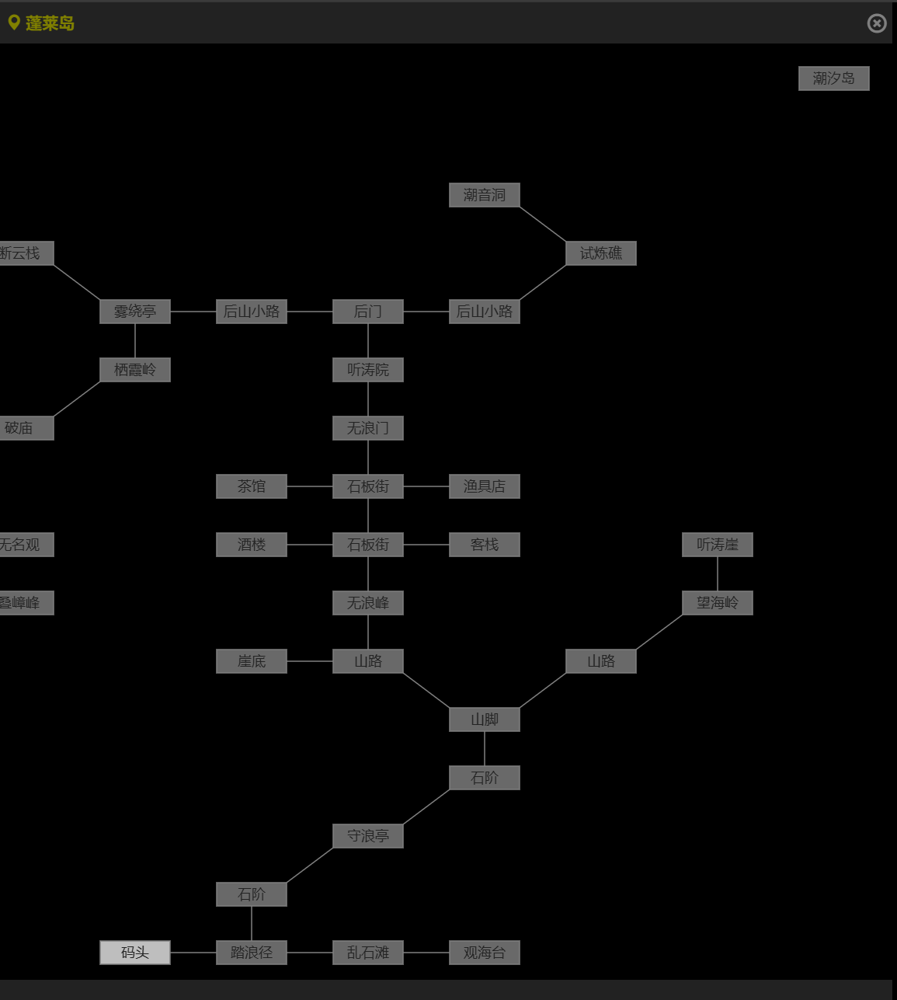 蓬莱岛
潮汐岛
潮音洞
断云栈
试炼礁
雾绕亭
后山小路
后门
后山小路
栖霞岭
听涛院
破庙
无浪门
茶馆
石板街
渔具店
无名观
酒楼
石板街
客栈
听涛崖
叠嶂峰
无浪峰
望海岭
崖底
山路
山路
山脚
石阶
守浪亭
石阶
码头
踏浪径
乱石滩
观海台